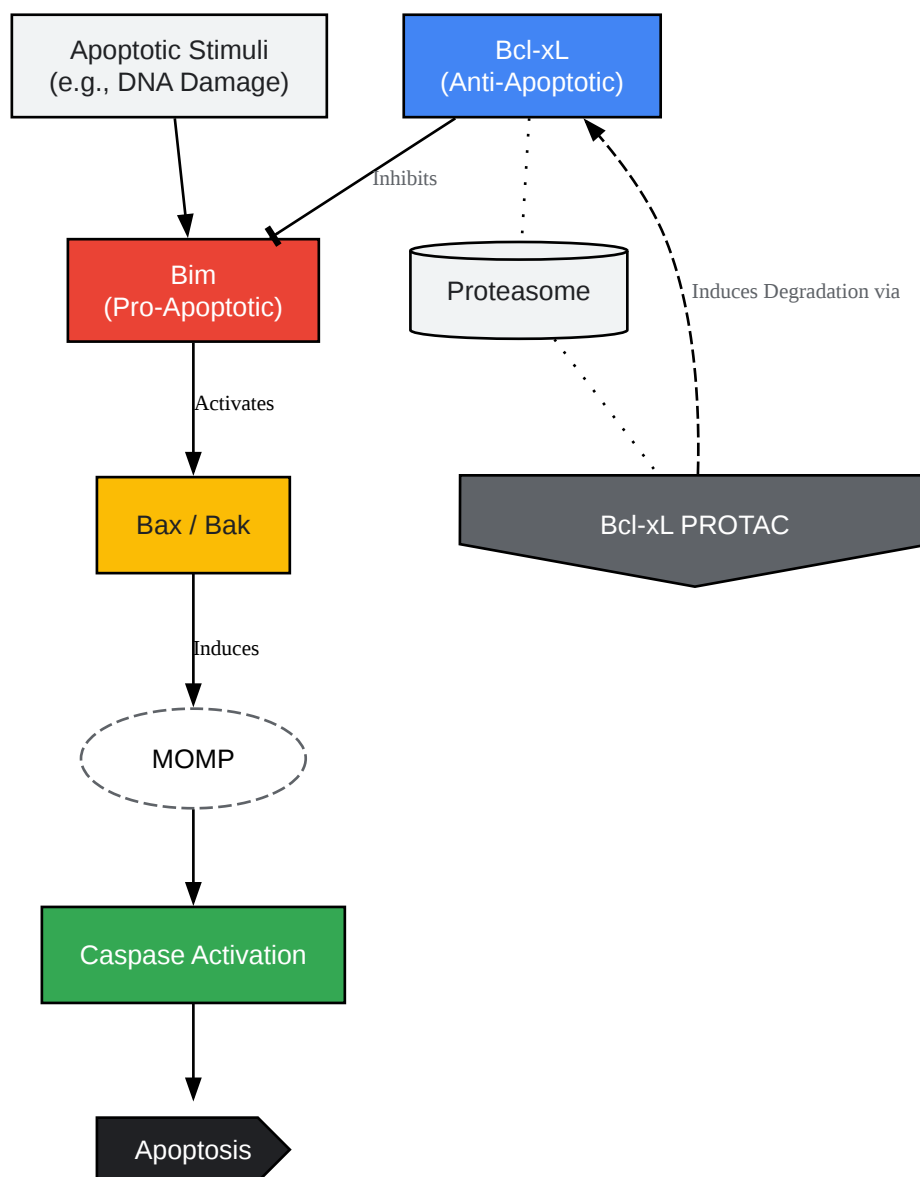 Apoptotic Stimuli
(e.g., DNA Damage)
Bcl-xL
(Anti-Apoptotic)
Inhibits
Bim
(Pro-Apoptotic)
Proteasome
Induces Degradation via
Activates
Bax / Bak
Bcl-xL PROTAC
Induces
MOMP
Caspase Activation
Apoptosis